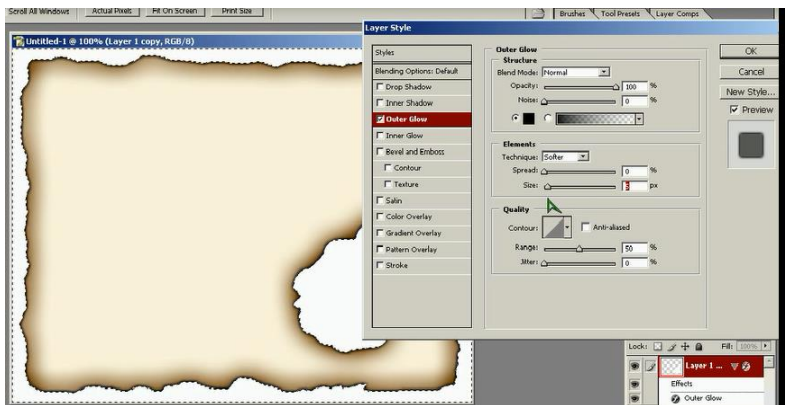 Scroll All Windows Actual Pixels Fit On Screen Print Size Brushes Tool Presets Layer Comps
Untitled-1 @ 100% (Layer 1 copy, RGB/8)
Layer Style
Styles
Blending Options: Default
Drop Shadow
Inner Shadow
Outer Glow
Inner Glow
Bevel and Emboss
Contour
Texture
Satin
Color Overlay
Gradient Overlay
Pattern Overlay
Stroke
Outer Glow
Structure
Blend Mode: Normal
Opacity: 100 %
Noise: 0 %
Elements
Technique: Softer
Spread: 0 %
Size: px
Quality
Contour: Anti-aliased
Range: 50 %
Jitter: 0 %
OK
Cancel
New Style...
Preview
Lock: Fill: 100%
Layer 1 ...
Effects
Outer Glow